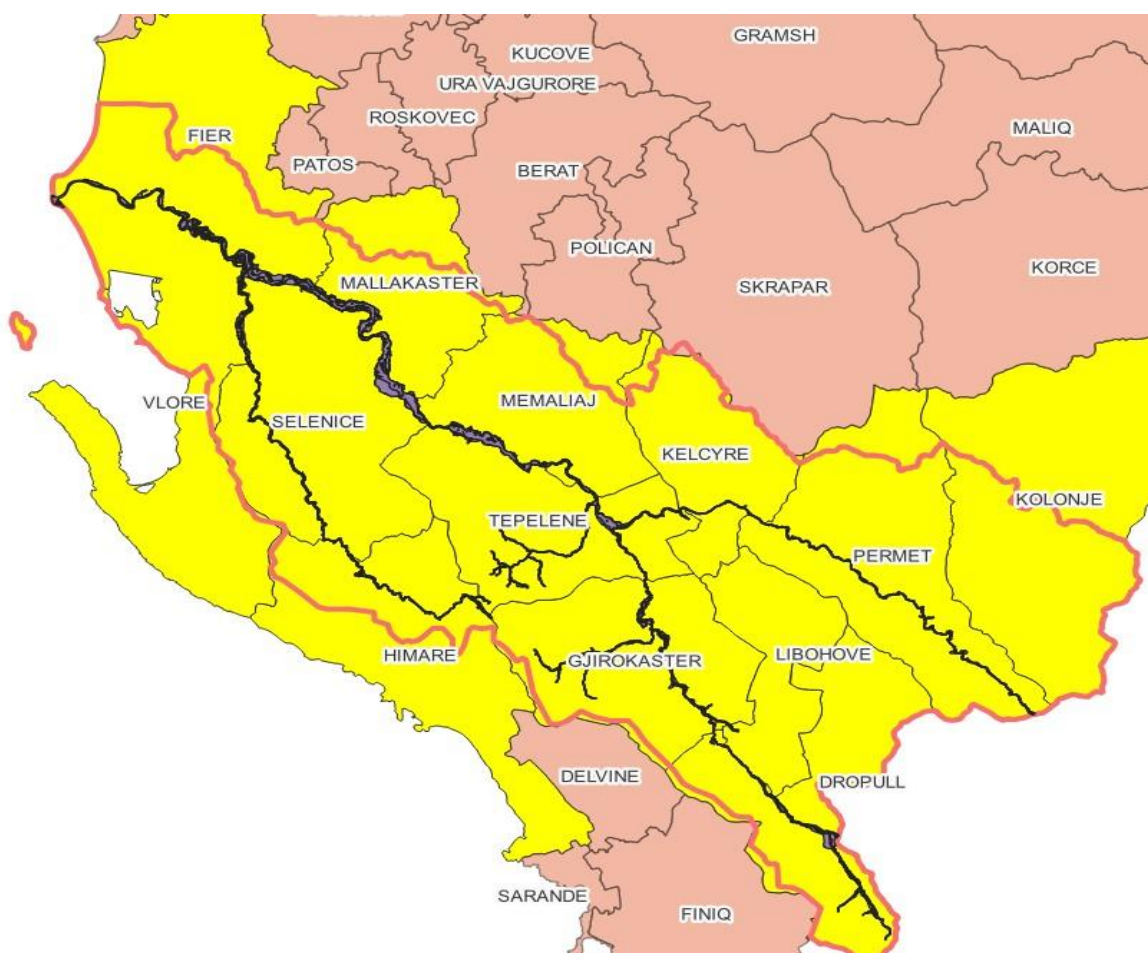 GRAMSH
KUCOVE
URA VAJGURORE
ROSKOVEC
FIER
MALIQ
PATOS
BERAT
POLICAN
KORCE
MALLAKASTER
SKRAPAR
VLORE
MEMALIAJ
SELENICE
KELCYRE
KOLONJE
TEPELENE
PERMET
HIMARE
GJIROKASTER
LIBOHOVE
DELVINE
DROPULL
SARANDE
FINIQ